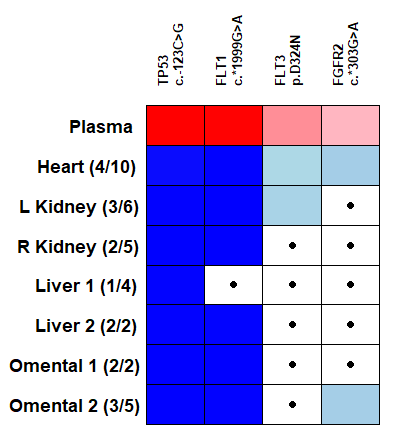 TP53
c.-123C>G
FLT1
c.*1999G>A
FLT3
p.D324N
FGFR2
c.*303G>A
Plasma
Heart (4/10)
L Kidney (3/6)
R Kidney (2/5)
Liver 1 (1/4)
Liver 2 (2/2)
Omental 1 (2/2)
Omental 2 (3/5)